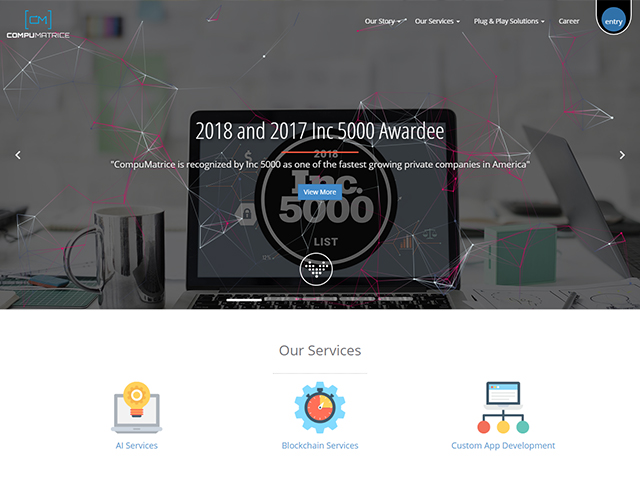 CM
COMPUMATRICE
Our Story
Our Services
Plug & Play Solutions
Career
entry
2018 and 2017 Inc 5000 Awardee
2018
"CompuMatrice is recognized by Inc 5000 as one of the fastest growing private companies in America"
Inc.
View More
5000
LIST
Our Services
AI Services
Blockchain Services
Custom App Development